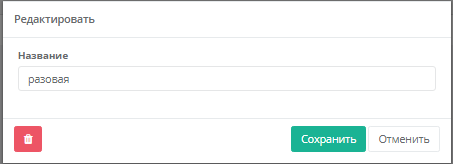 Редактировать
Название
разовая
Сохранить Отменить